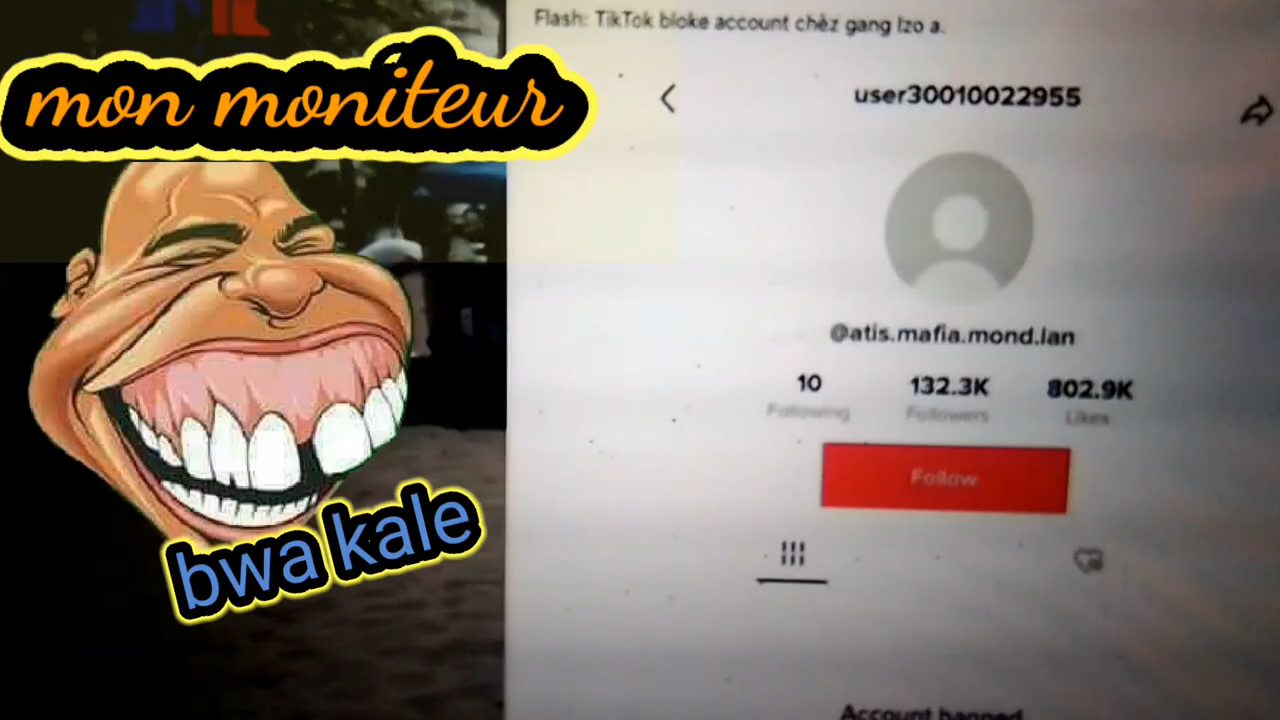 Flash: TikTok bloke account chèz gang Izo a.
mon moniteur
user30010022955
@atis.mafia.mond.lan
10 132.3K 802.9K
Following Followers Likes
Follow
bwa kale
Account banned